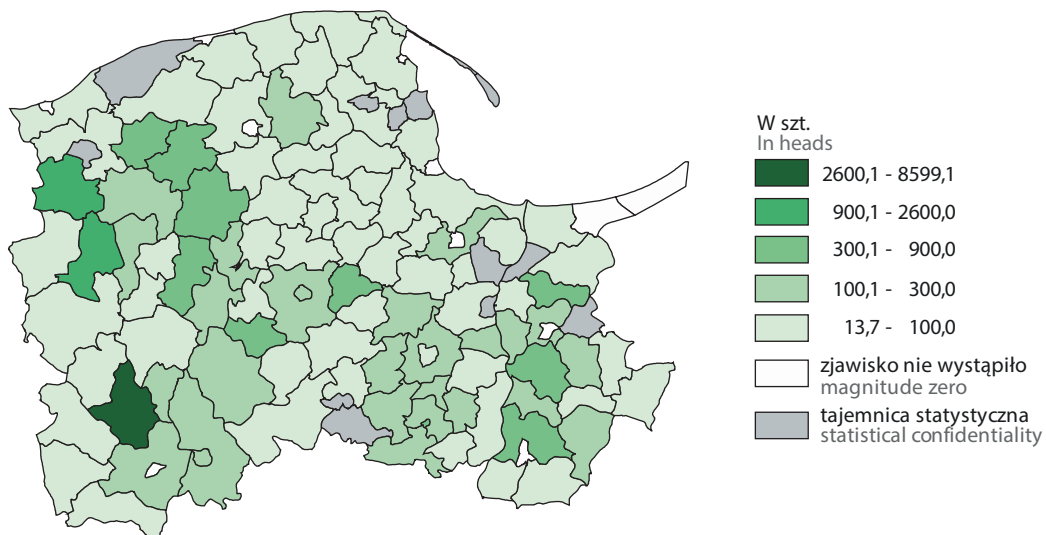 W szt.
In heads
2600,1 - 8599,1
900,1 - 2600,0
300,1 - 900,0
100,1 - 300,0
13,7 - 100,0
zjawisko nie wystąpiło
magnitude zero
tajemnica statystyczna
statistical confidentiality